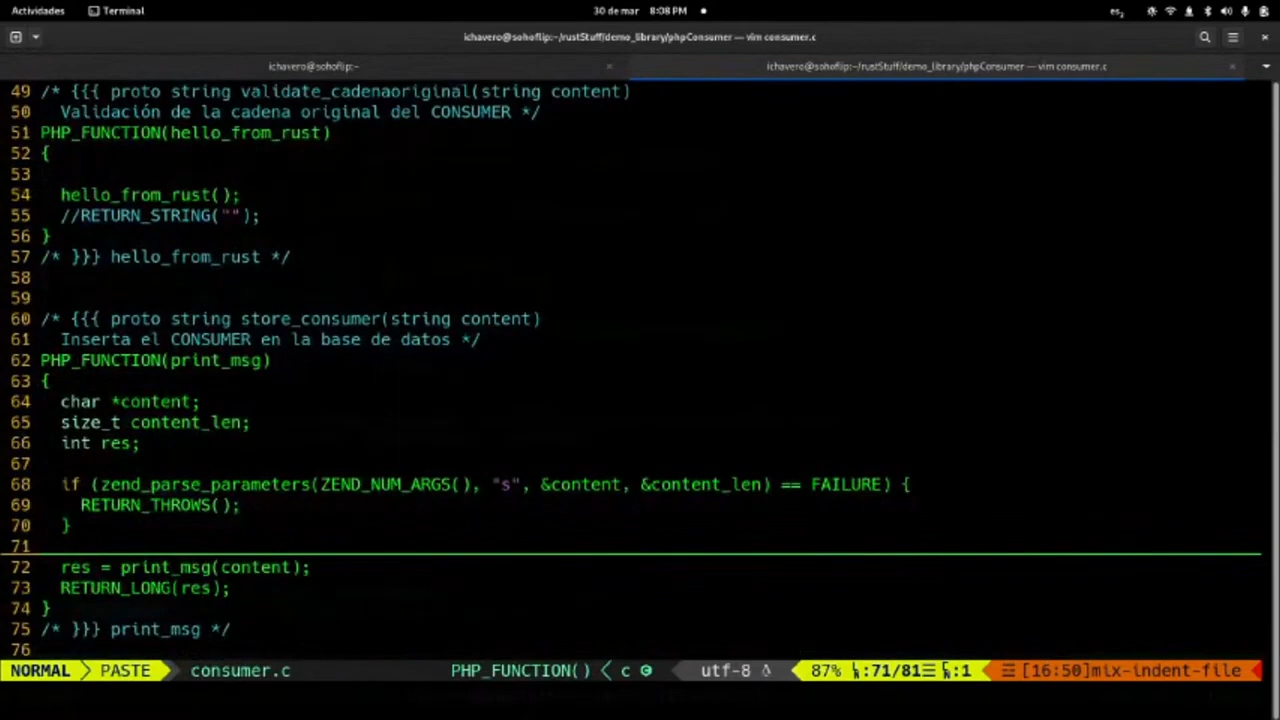 Actividades Terminal 30 de mar 8:08 PM es₂
ichavero@sohoflip:~/rustStuff/demo_library/phpConsumer — vim consumer.c
ichavero@sohoflip:~ × ichavero@sohoflip:~/rustStuff/demo_library/phpConsumer — vim consumer.c ×
49 /* {{{ proto string validate_cadenaoriginal(string content)
50   Validación de la cadena original del CONSUMER */
51 PHP_FUNCTION(hello_from_rust)
52 {
53
54   hello_from_rust();
55   //RETURN_STRING("");
56 }
57 /* }}} hello_from_rust */
58
59
60 /* {{{ proto string store_consumer(string content)
61   Inserta el CONSUMER en la base de datos */
62 PHP_FUNCTION(print_msg)
63 {
64   char *content;
65   size_t content_len;
66   int res;
67
68   if (zend_parse_parameters(ZEND_NUM_ARGS(), "s", &content, &content_len) == FAILURE) {
69     RETURN_THROWS();
70   }
71
72   res = print_msg(content);
73   RETURN_LONG(res);
74 }
75 /* }}} print_msg */
76
NORMAL PASTE consumer.c PHP_FUNCTION() c utf-8 87% :71/81 :1 [16:50]mix-indent-file